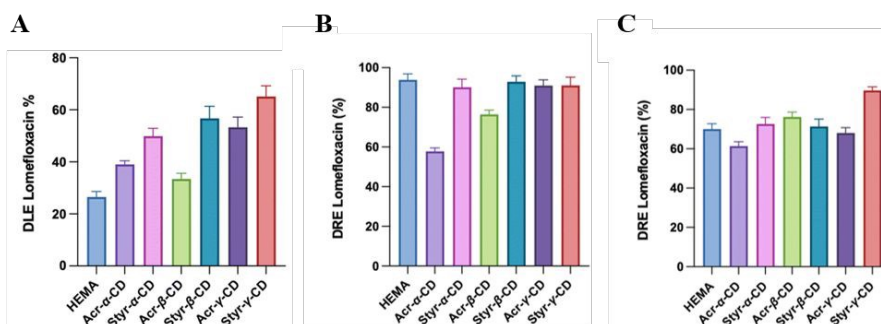 A
DLE Lomefloxacin %
80
60
40
20
0
HEMA
Acr-α-CD
Styr-α-CD
Acr-β-CD
Styr-β-CD
Acr-γ-CD
Styr-γ-CD
B
DRE Lomefloxacin (%)
100
80
60
40
20
0
HEMA
Acr-α-CD
Styr-α-CD
Acr-β-CD
Styr-β-CD
Acr-γ-CD
Styr-γ-CD
C
DRE Lomefloxacin (%)
100
80
60
40
20
0
HEMA
Acr-α-CD
Styr-α-CD
Acr-β-CD
Styr-β-CD
Acr-γ-CD
Styr-γ-CD